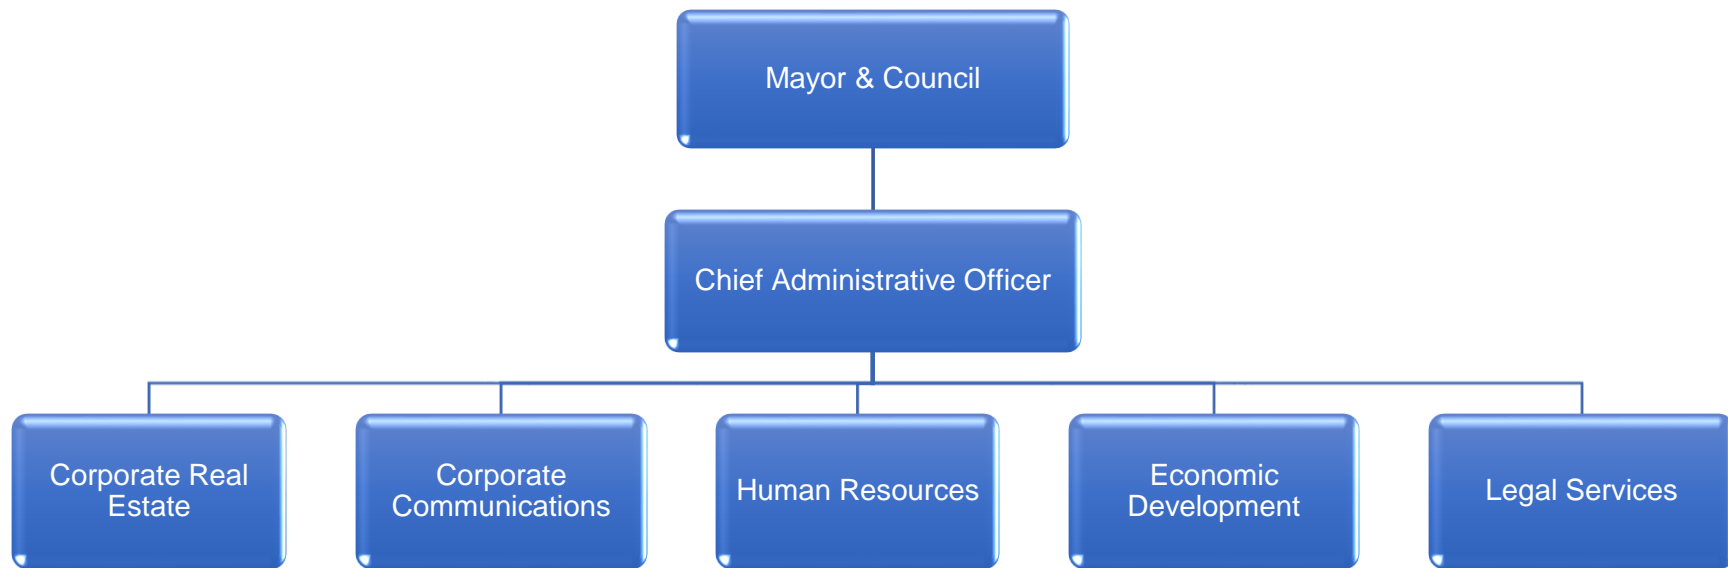 Mayor & Council
Chief Administrative Officer
Corporate Real
Estate
Corporate
Communications
Human Resources
Economic
Development
Legal Services